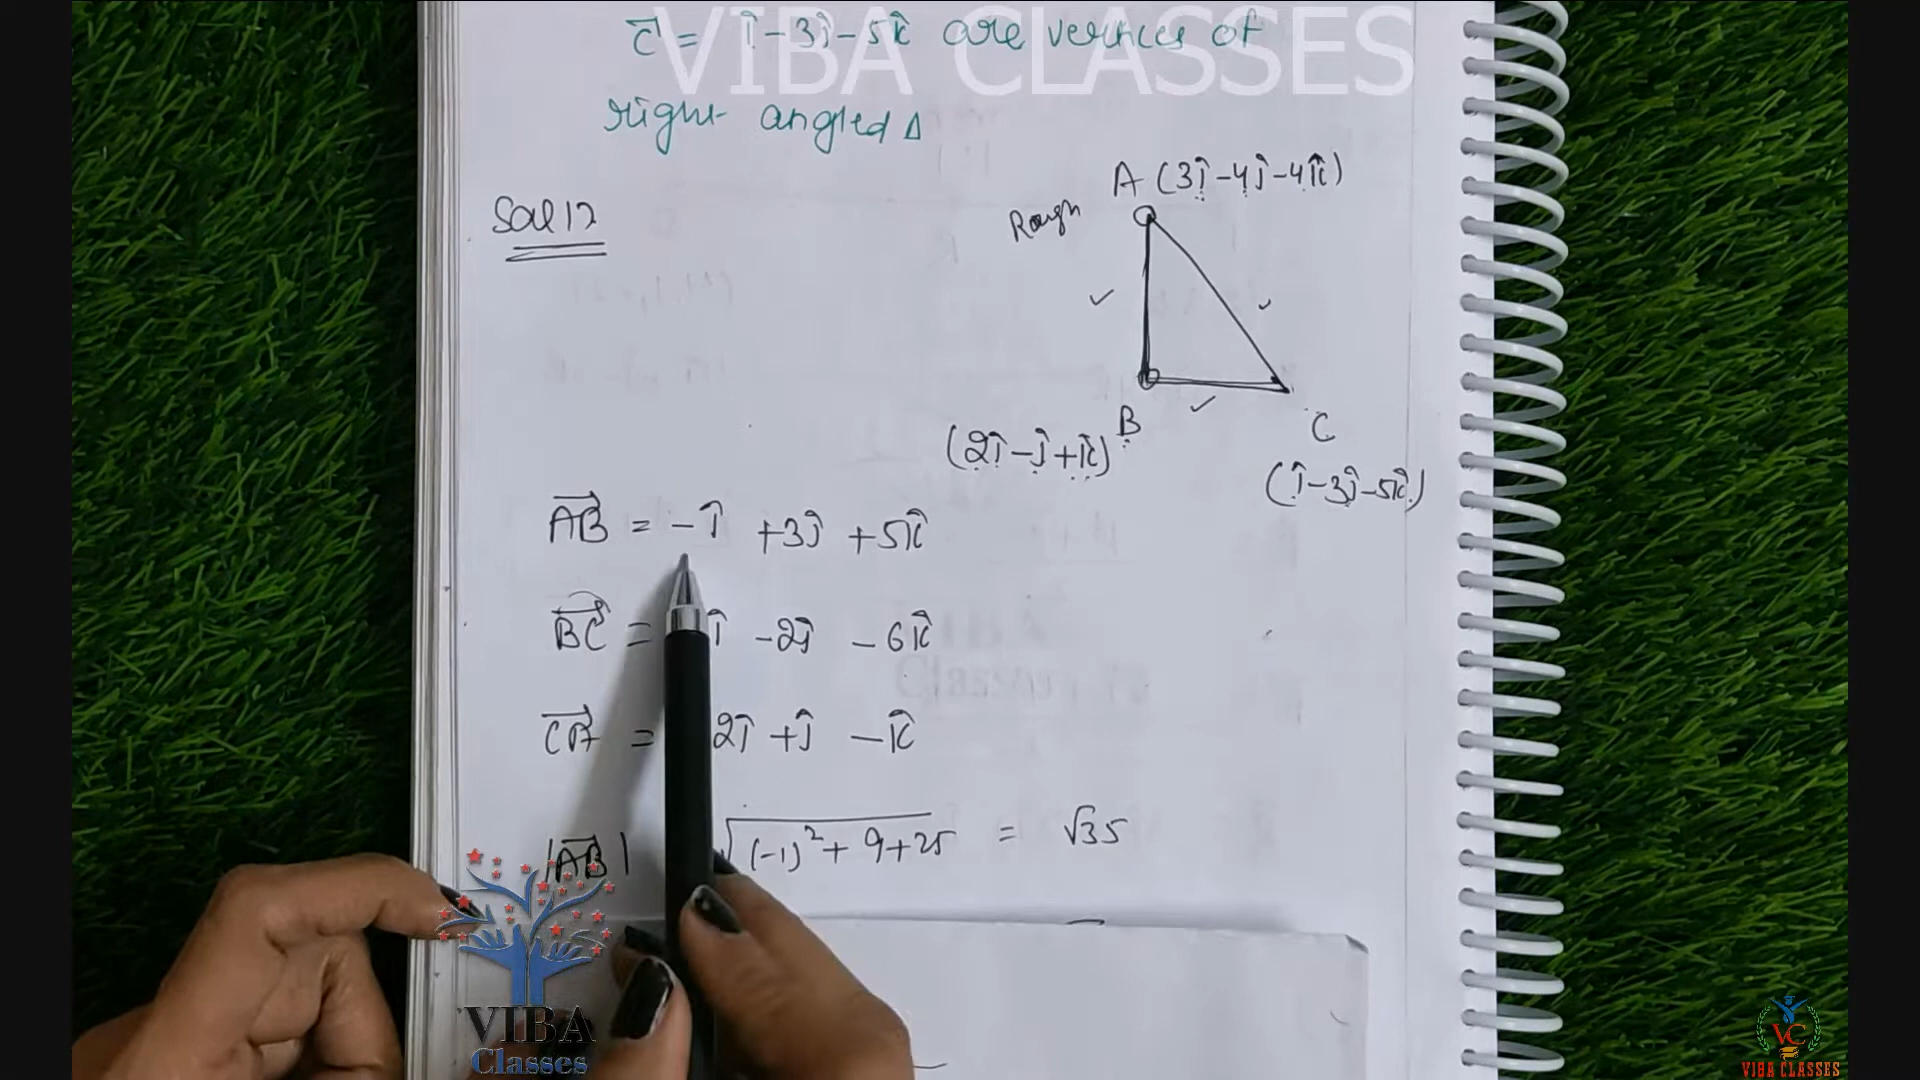 c⃗ = î-3ĵ-5k̂ are vertices of
VIBA CLASSES
right angled Δ
A (3î-4ĵ-4k̂)
Sol 17
Rough
B
C
(2î-ĵ+k̂)
(î-3ĵ-5k̂)
AB⃗ = -î +3ĵ +5k̂
BC⃗ = î -2ĵ -6k̂
CA⃗ = 2î +ĵ -k̂
|AB⃗| √(-1)²+9+25 = √35
VIBA
Classes
VC
VIBA CLASSES